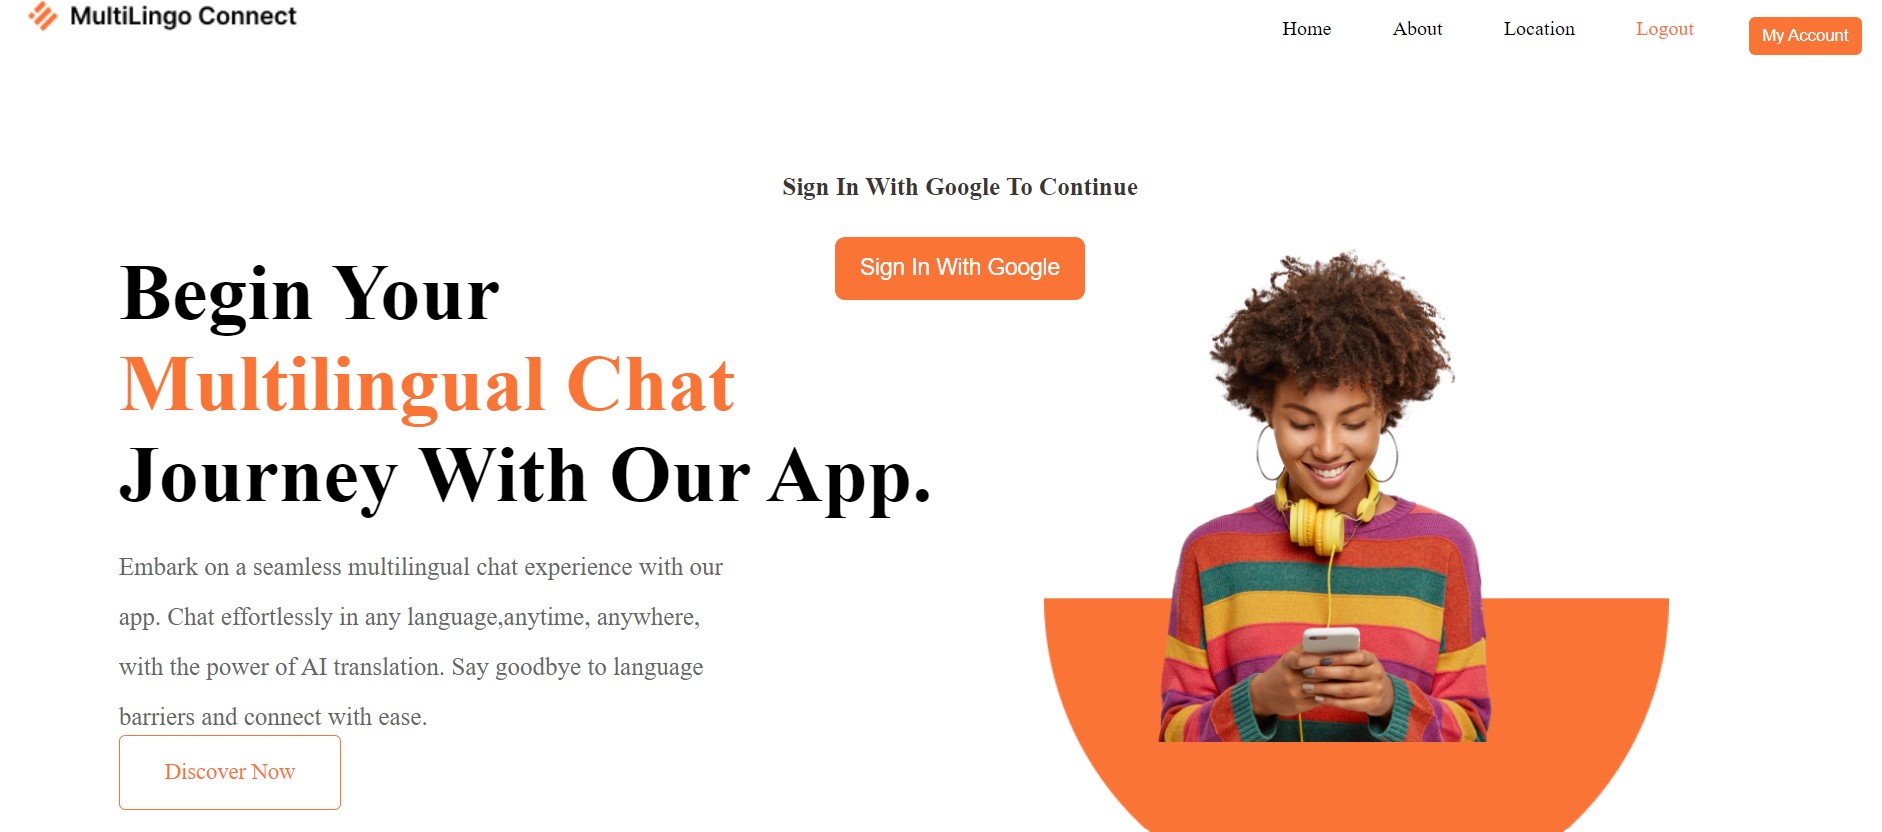 MultiLingo Connect
Home
About
Location
Logout
My Account
Sign In With Google To Continue
Sign In With Google
Begin Your
Multilingual Chat
Journey With Our App.
Embark on a seamless multilingual chat experience with our
app. Chat effortlessly in any language,anytime, anywhere,
with the power of AI translation. Say goodbye to language
barriers and connect with ease.
Discover Now